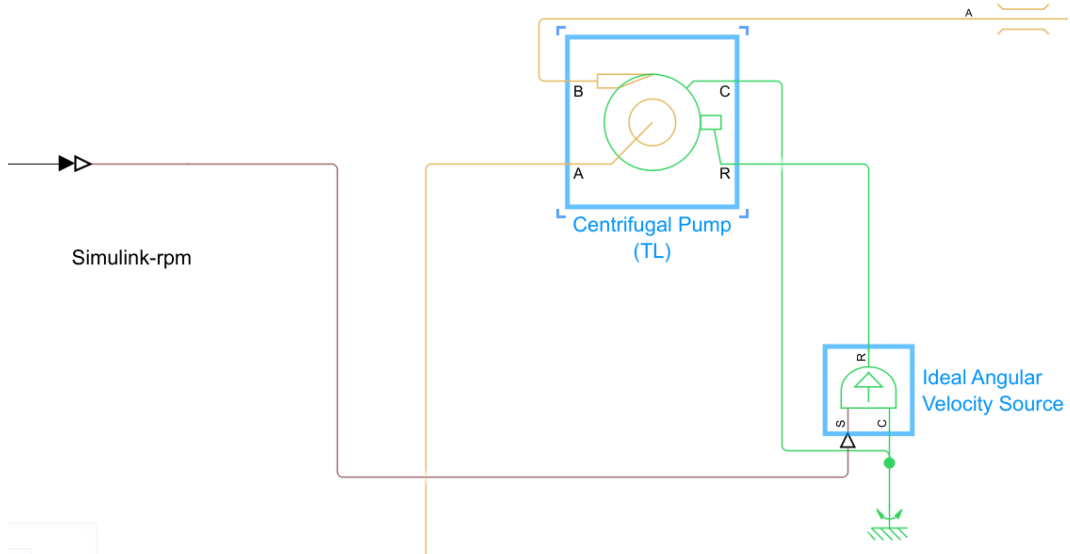 A
B
C
A
R
Centrifugal Pump
(TL)
Simulink-rpm
R
Ideal Angular
Velocity Source
S
C